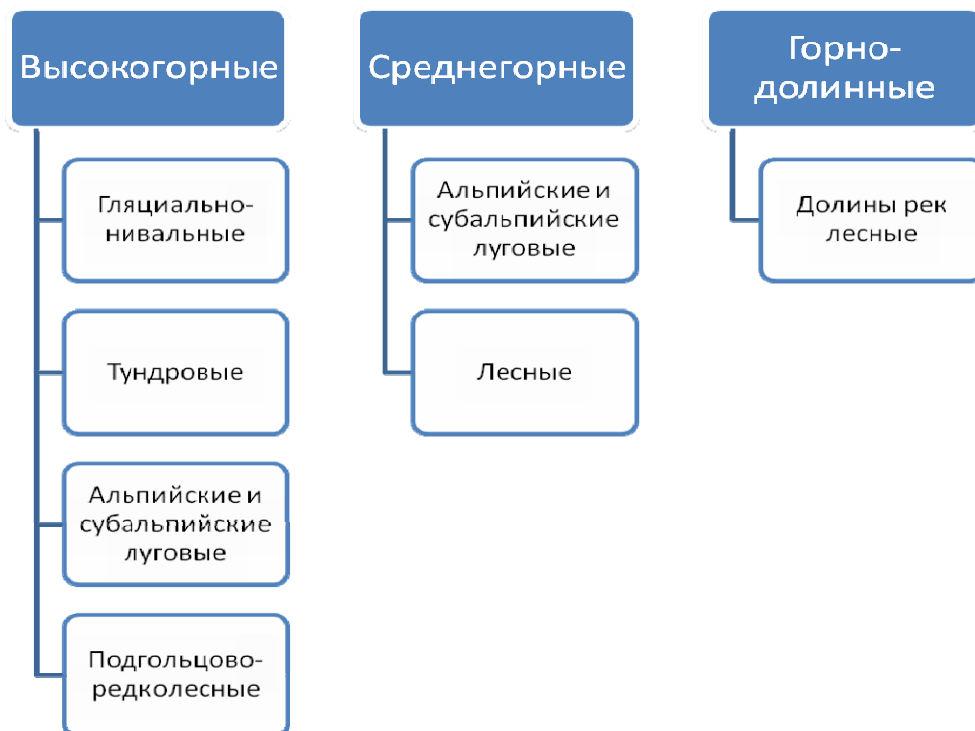 Высокогорные
Гляциально-
нивальные
Тундровые
Альпийские и
субальпийские
луговые
Подгольцово-
редколесные
Среднегорные
Альпийские и
субальпийские
луговые
Лесные
Горно-
долинные
Долины рек
лесные